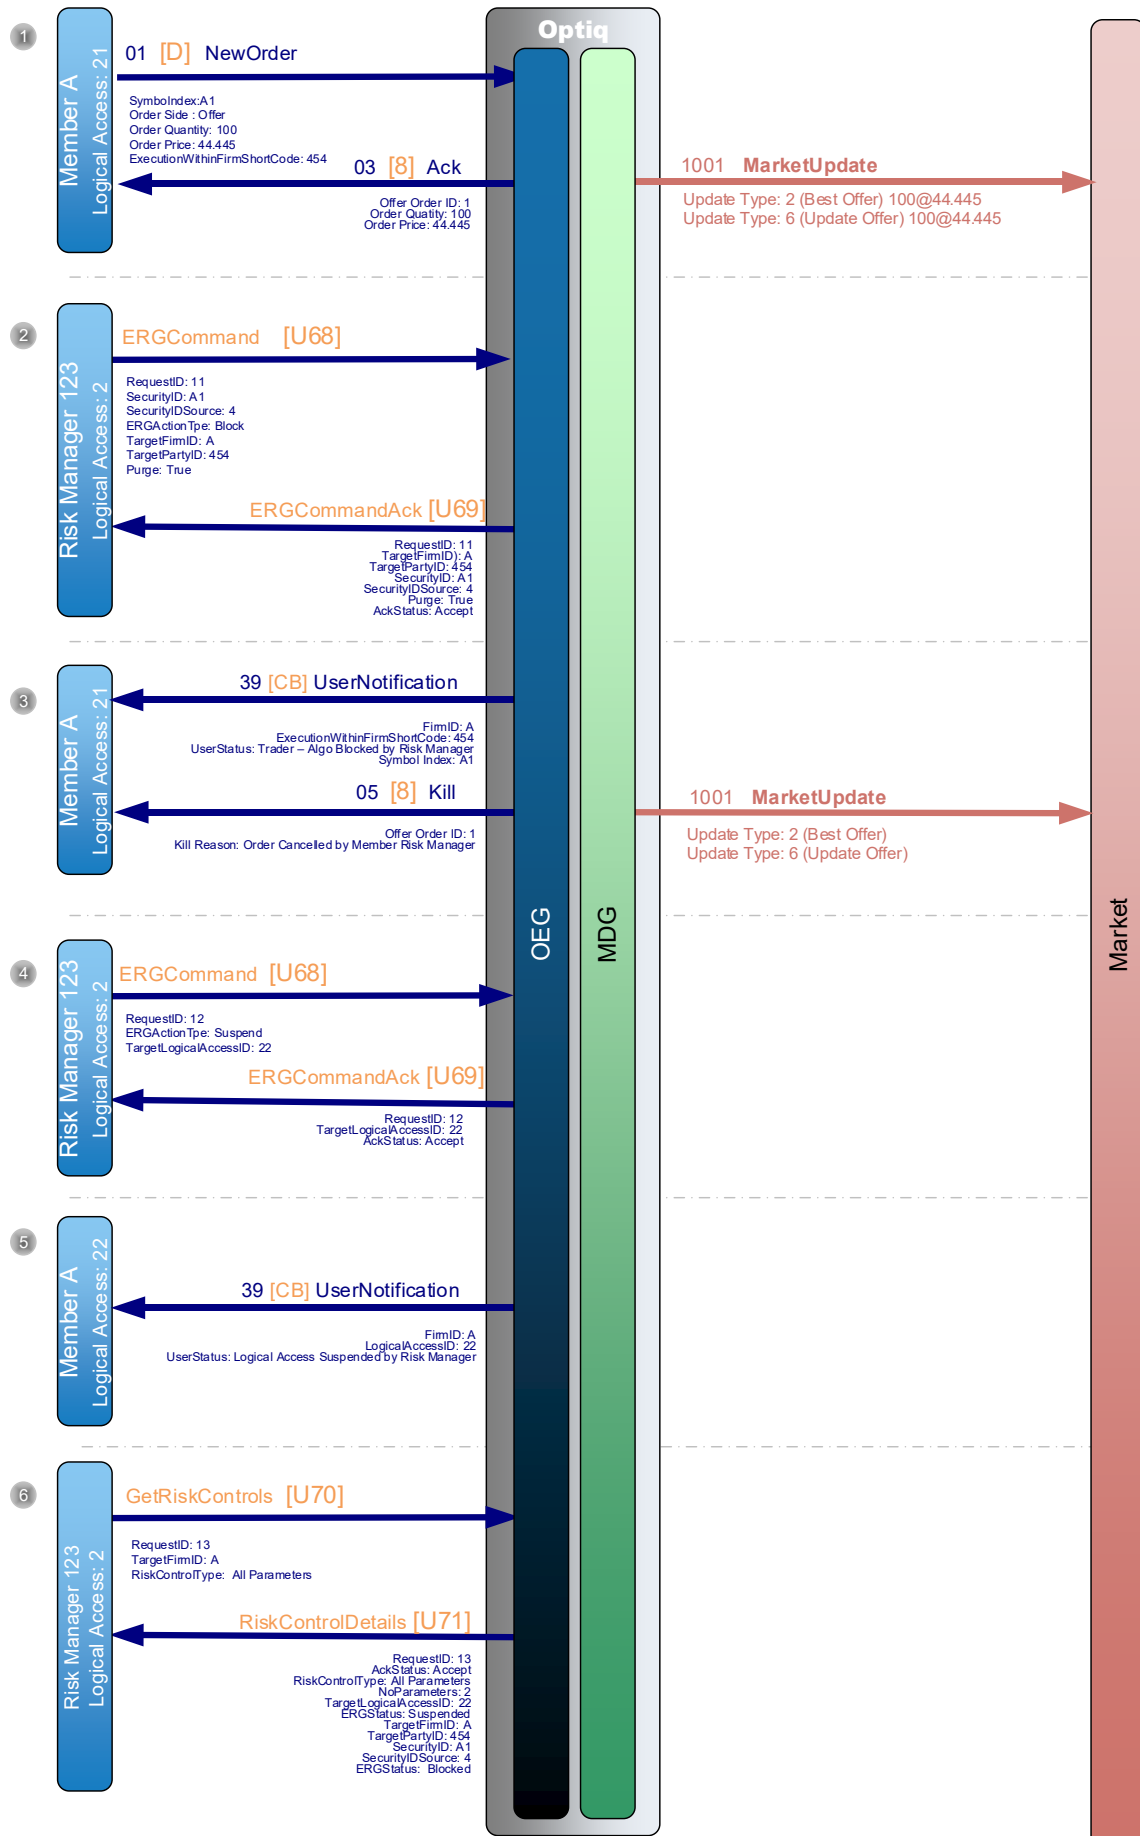 Optiq
1
Member A
Logical Access: 21
01 [D] NewOrder
SymbolIndex:A1
Order Side : Offer
Order Quantity: 100
Order Price: 44.445
ExecutionWithinFirmShortCode: 454
03 [8] Ack
Offer Order ID: 1
Order Quatity: 100
Order Price: 44.445
1001 MarketUpdate
Update Type: 2 (Best Offer) 100@44.445
Update Type: 6 (Update Offer) 100@44.445
2
Risk Manager 123
Logical Access: 2
ERGCommand [U68]
RequestID: 11
SecurityID: A1
SecurityIDSource: 4
ERGActionTpe: Block
TargetFirmID: A
TargetPartyID: 454
Purge: True
ERGCommandAck [U69]
RequestID: 11
TargetFirmID): A
TargetPartyID: 454
SecurityID: A1
SecurityIDSource: 4
Purge: True
AckStatus: Accept
3
Member A
Logical Access: 21
39 [CB] UserNotification
FirmID: A
ExecutionWithinFirmShortCode: 454
UserStatus: Trader – Algo Blocked by Risk Manager
Symbol Index: A1
05 [8] Kill
Offer Order ID: 1
Kill Reason: Order Cancelled by Member Risk Manager
1001 MarketUpdate
Update Type: 2 (Best Offer)
Update Type: 6 (Update Offer)
OEG
MDG
Market
4
Risk Manager 123
Logical Access: 2
ERGCommand [U68]
RequestID: 12
ERGActionTpe: Suspend
TargetLogicalAccessID: 22
ERGCommandAck [U69]
RequestID: 12
TargetLogicalAccessID: 22
AckStatus: Accept
5
Member A
Logical Access: 22
39 [CB] UserNotification
FirmID: A
LogicalAccessID: 22
UserStatus: Logical Access Suspended by Risk Manager
6
Risk Manager 123
Logical Access: 2
GetRiskControls [U70]
RequestID: 13
TargetFirmID: A
RiskControlType: All Parameters
RiskControlDetails [U71]
RequestID: 13
AckStatus: Accept
RiskControlType: All Parameters
NoParameters: 2
TargetLogicalAccessID: 22
ERGStatus: Suspended
TargetFirmID: A
TargetPartyID: 454
SecurityID: A1
SecurityIDSource: 4
ERGStatus: Blocked